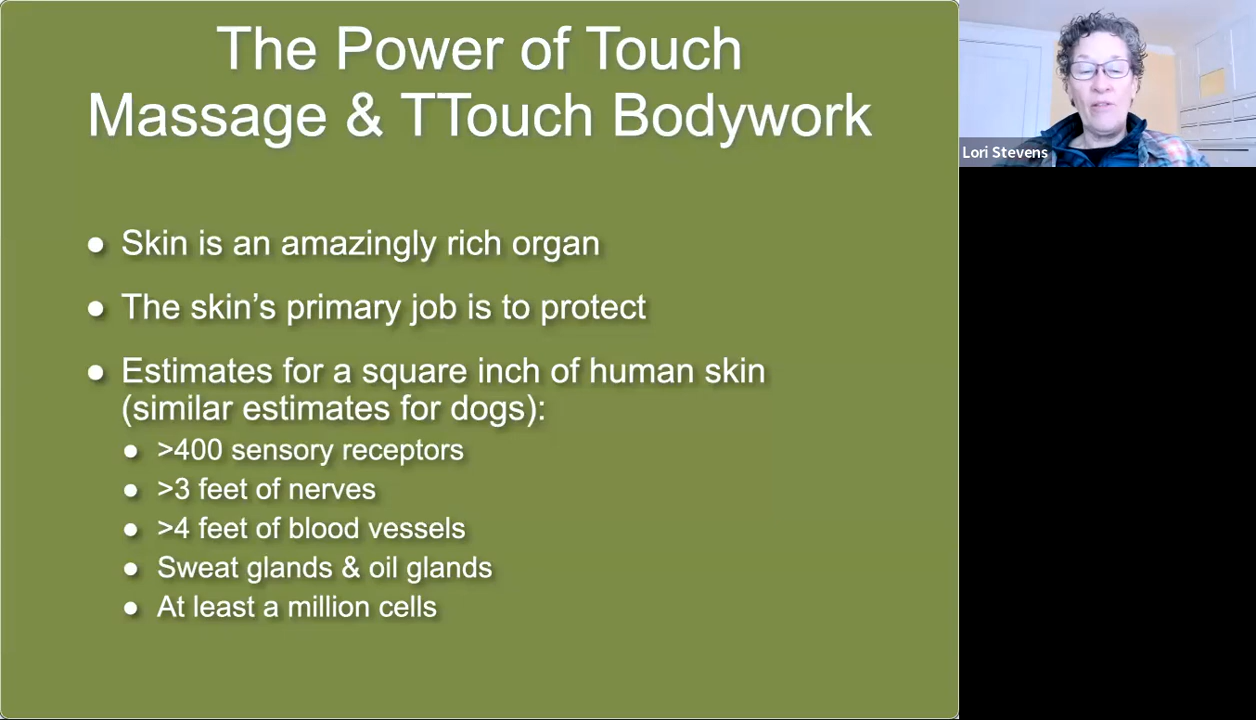 The Power of Touch
Massage & TTouch Bodywork
● Skin is an amazingly rich organ
● The skin’s primary job is to protect
● Estimates for a square inch of human skin
(similar estimates for dogs):
● >400 sensory receptors
● >3 feet of nerves
● >4 feet of blood vessels
● Sweat glands & oil glands
● At least a million cells
Lori Stevens